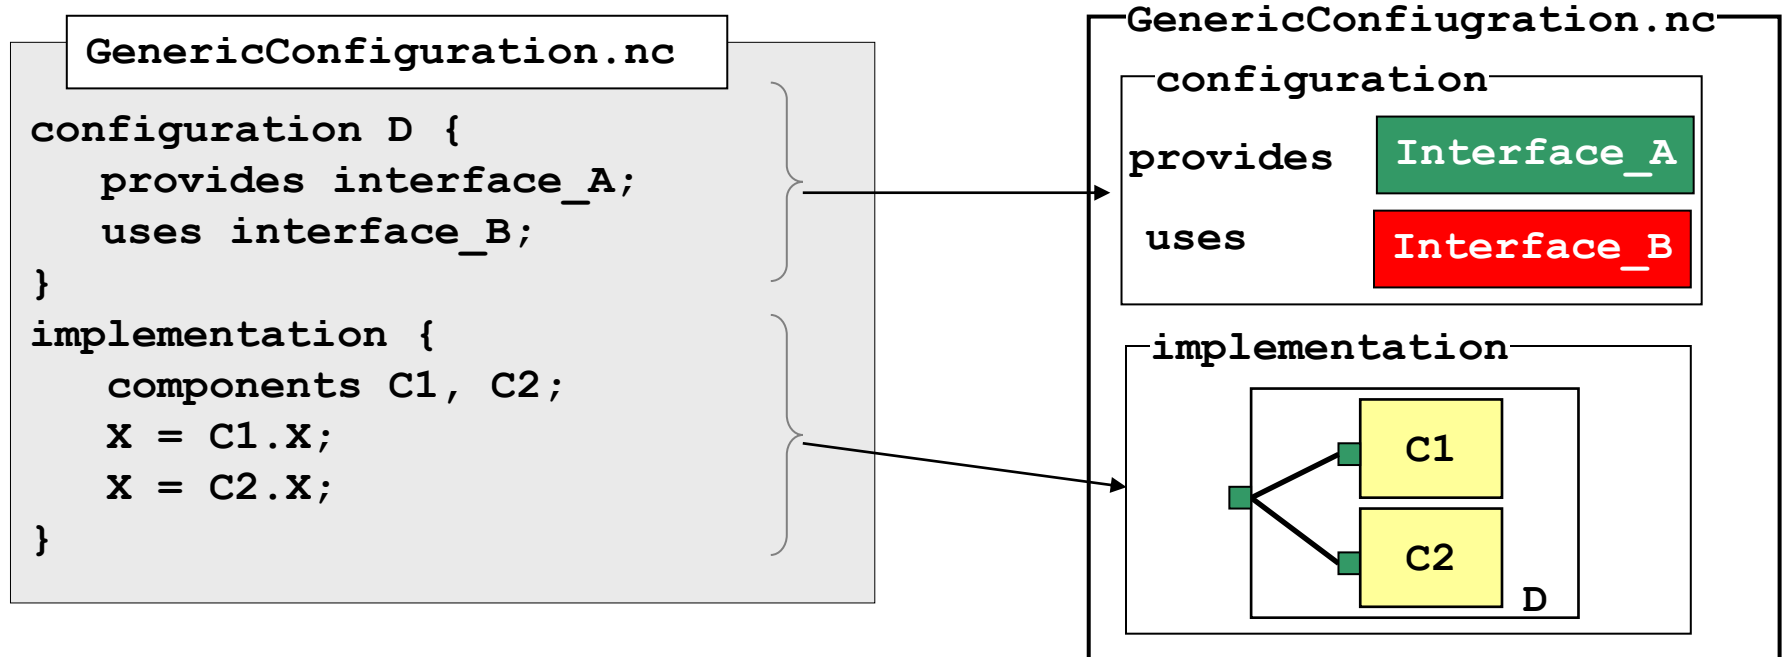 GenericConfiguration.nc
configuration D {
provides interface_A;
uses interface_B;
}
implementation {
components C1, C2;
X = C1.X;
X = C2.X;
}
GenericConfiugration.nc
configuration
provides Interface_A
uses Interface_B
implementation
C1
C2
D